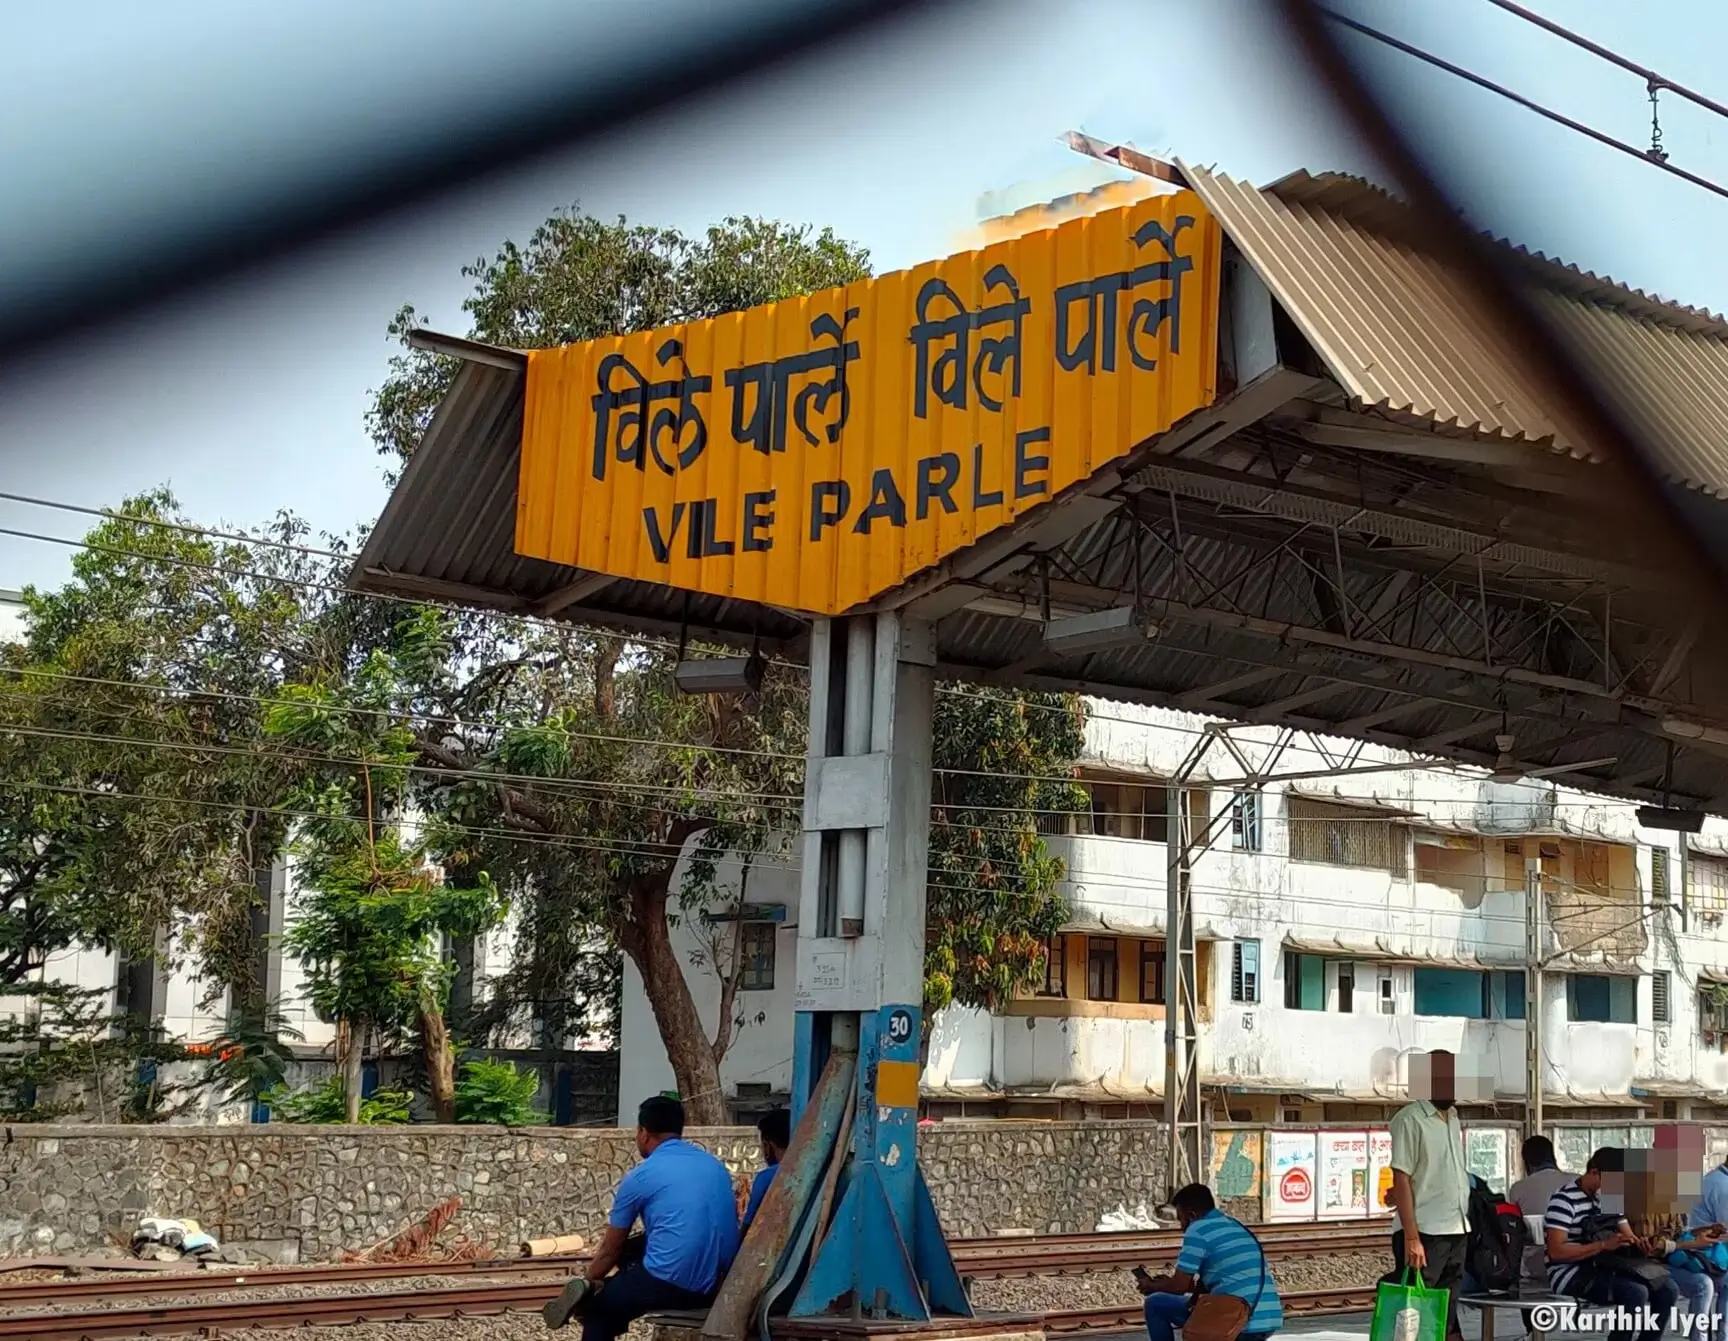 विले पार्ले विले पार्ले
VILE PARLE
30
©Karthik Iyer